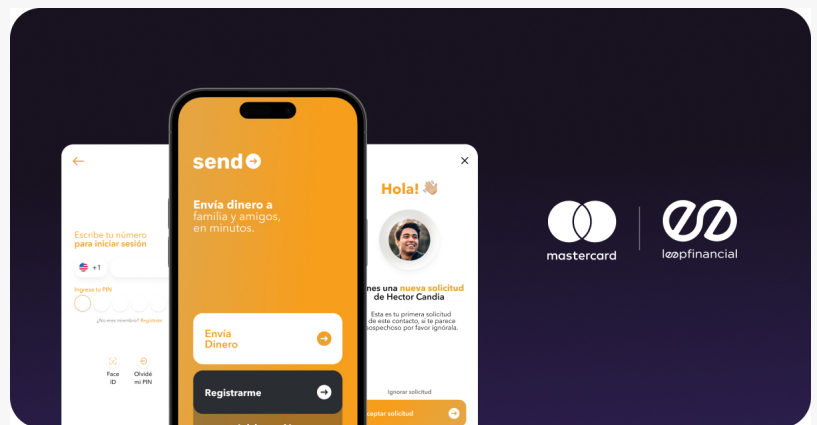 Escribe tu número
para iniciar sesión
+1
Ingresa tu PIN
¿No eres miembro? Regístrate
Face
ID
Olvidé
mi PIN
send
Envía dinero a
familia y amigos,
en minutos.
Envía
Dinero
Registrarme
Hola!
nes una nueva solicitud
de Hector Candia
Esta es tu primera solicitud
de este contacto, si te parece
sospechoso por favor ignórala.
Ignorar solicitud
ceptar solicitud
mastercard
loopfinancial